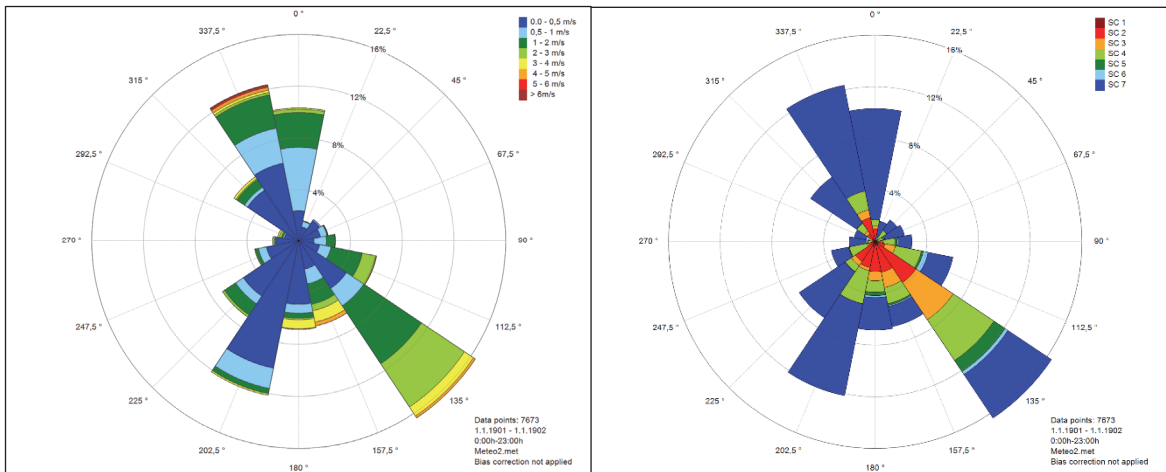 0 °
22,5 °
45 °
67,5 °
90 °
112,5 °
135 °
157,5 °
180 °
202,5 °
225 °
247,5 °
270 °
292,5 °
315 °
337,5 °
16%
12%
8%
4%
0.0 - 0,5 m/s
0,5 - 1 m/s
1 - 2 m/s
2 - 3 m/s
3 - 4 m/s
4 - 5 m/s
5 - 6 m/s
> 6m/s
Data points: 7673
1.1.1901 - 1.1.1902
0:00h-23:00h
Meteo2.met
Bias correction not applied
0 °
22,5 °
45 °
67,5 °
90 °
112,5 °
135 °
157,5 °
180 °
202,5 °
225 °
247,5 °
270 °
292,5 °
315 °
337,5 °
16%
12%
8%
4%
SC 1
SC 2
SC 3
SC 4
SC 5
SC 6
SC 7
Data points: 7673
1.1.1901 - 1.1.1902
0:00h-23:00h
Meteo2.met
Bias correction not applied